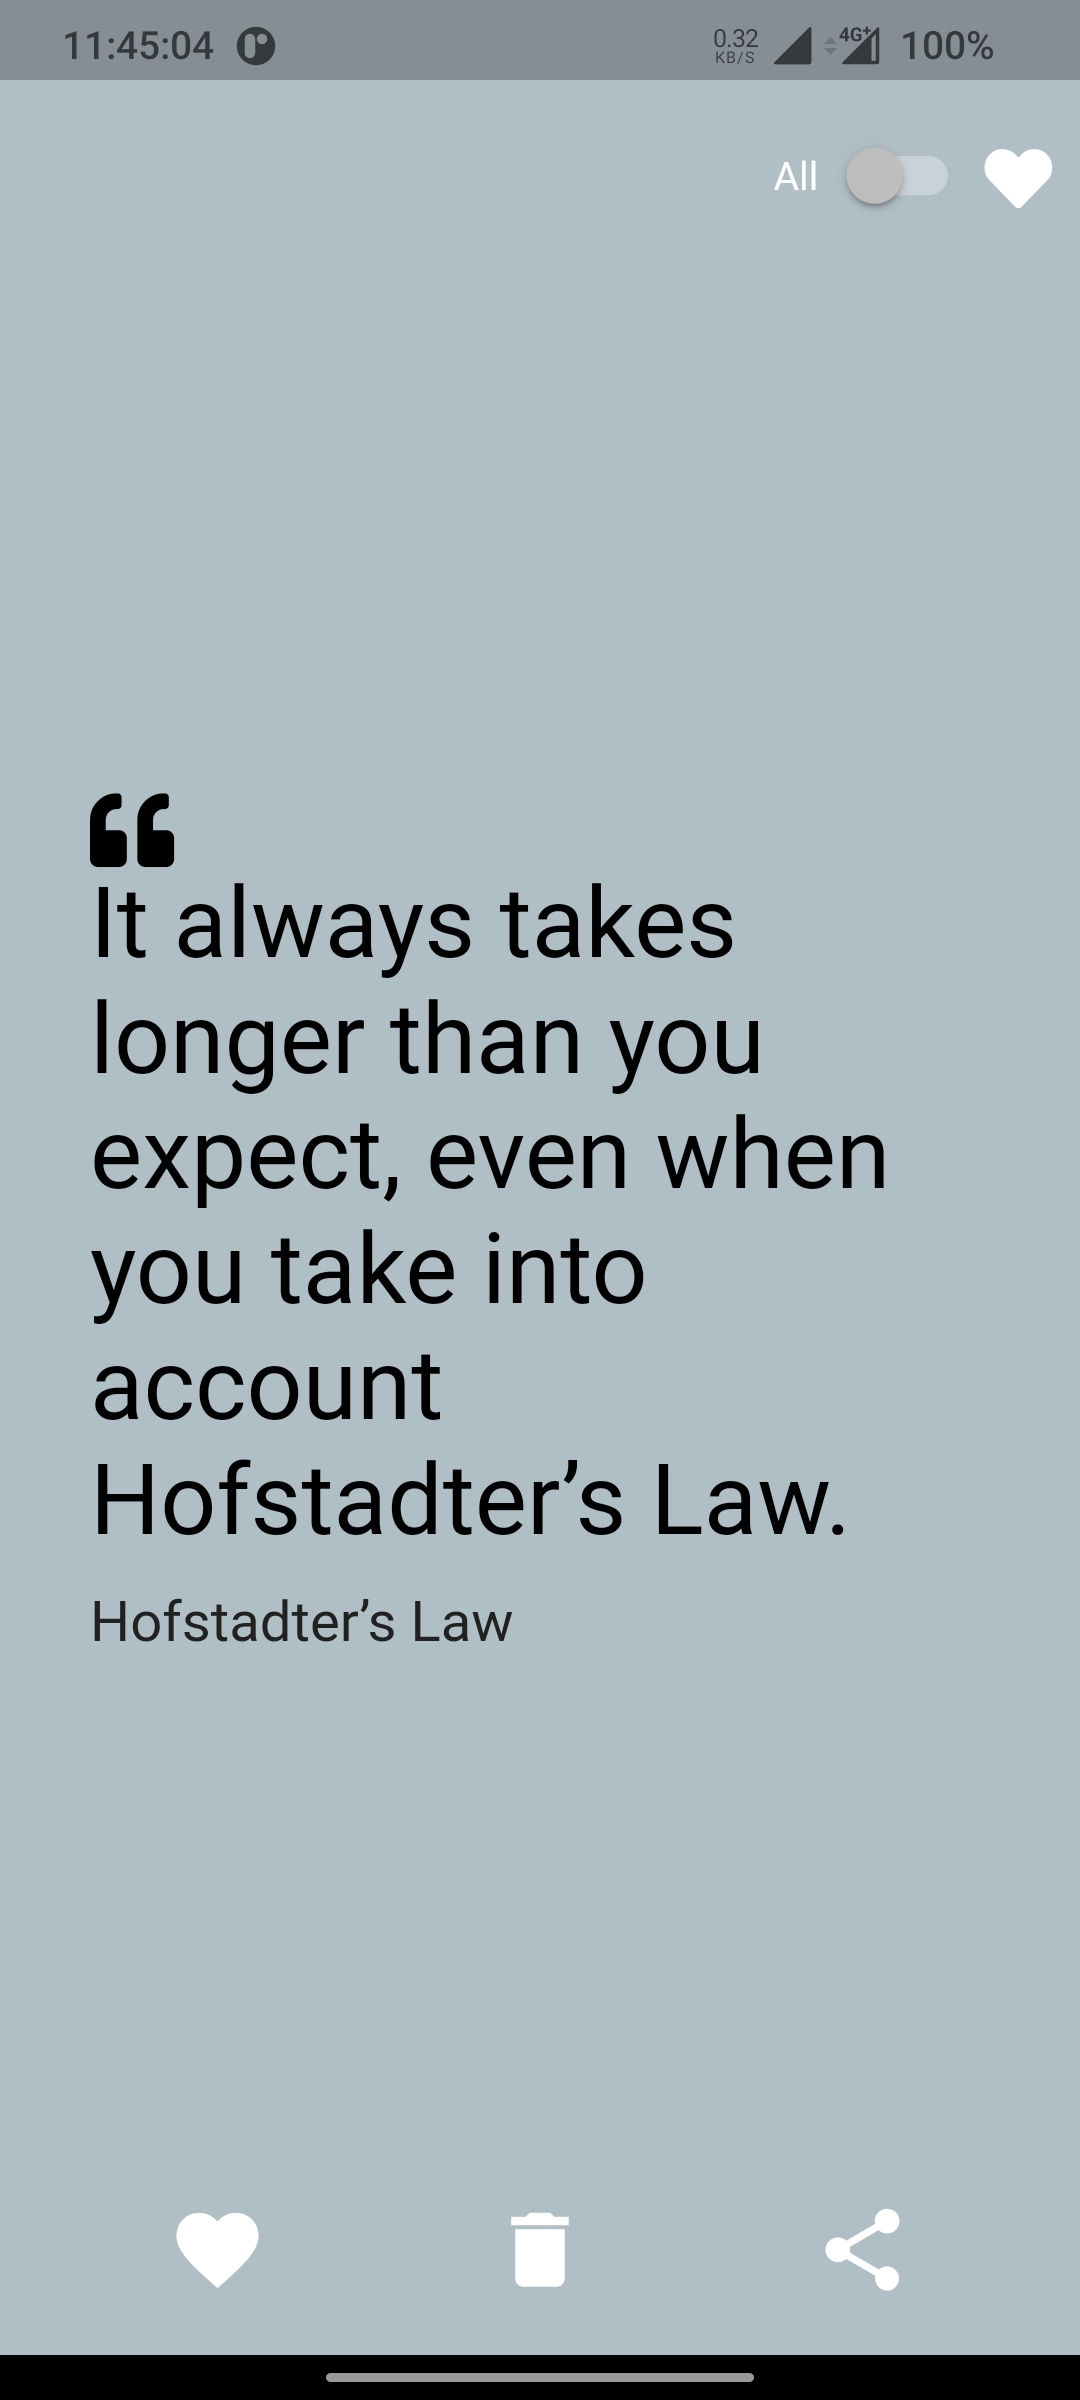 11:45:04
0.32
KB/S
4G+
100%
All
It always takes
longer than you
expect, even when
you take into
account
Hofstadter’s Law.
Hofstadter’s Law